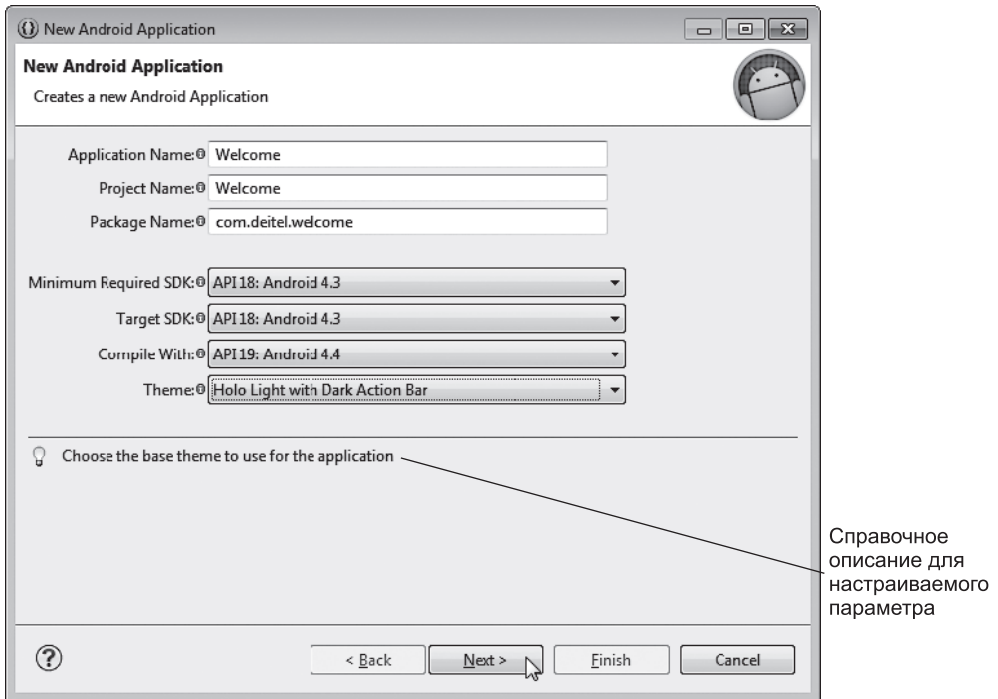 New Android Application
New Android Application
Creates a new Android Application
Application Name: Welcome
Project Name: Welcome
Package Name: com.deitel.welcome
Minimum Required SDK: API 18: Android 4.3
Target SDK: API 18: Android 4.3
Compile With: API 19: Android 4.4
Theme: Holo Light with Dark Action Bar
Choose the base theme to use for the application
Справочное
описание для
настраиваемого
параметра
? < Back Next > Finish Cancel